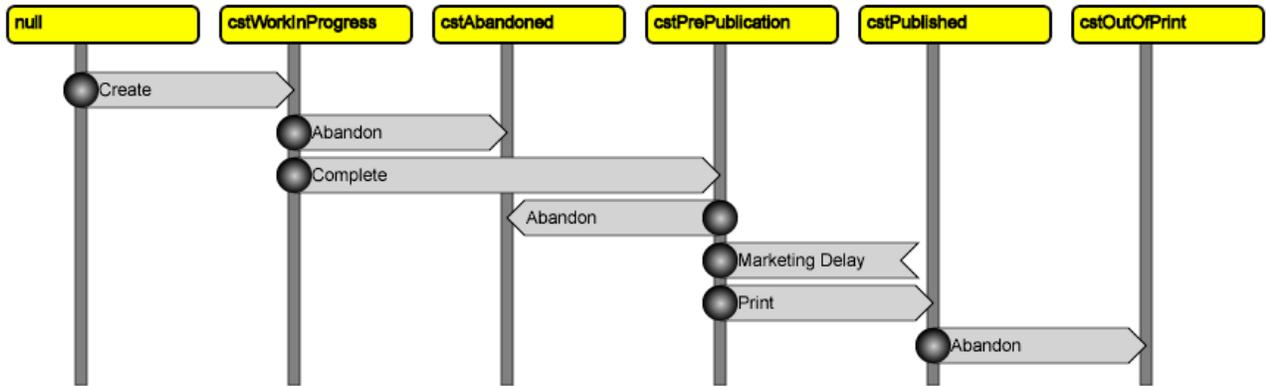 null
cstWorkInProgress
cstAbandoned
cstPrePublication
cstPublished
cstOutOfPrint
Create
Abandon
Complete
Abandon
Marketing Delay
Print
Abandon